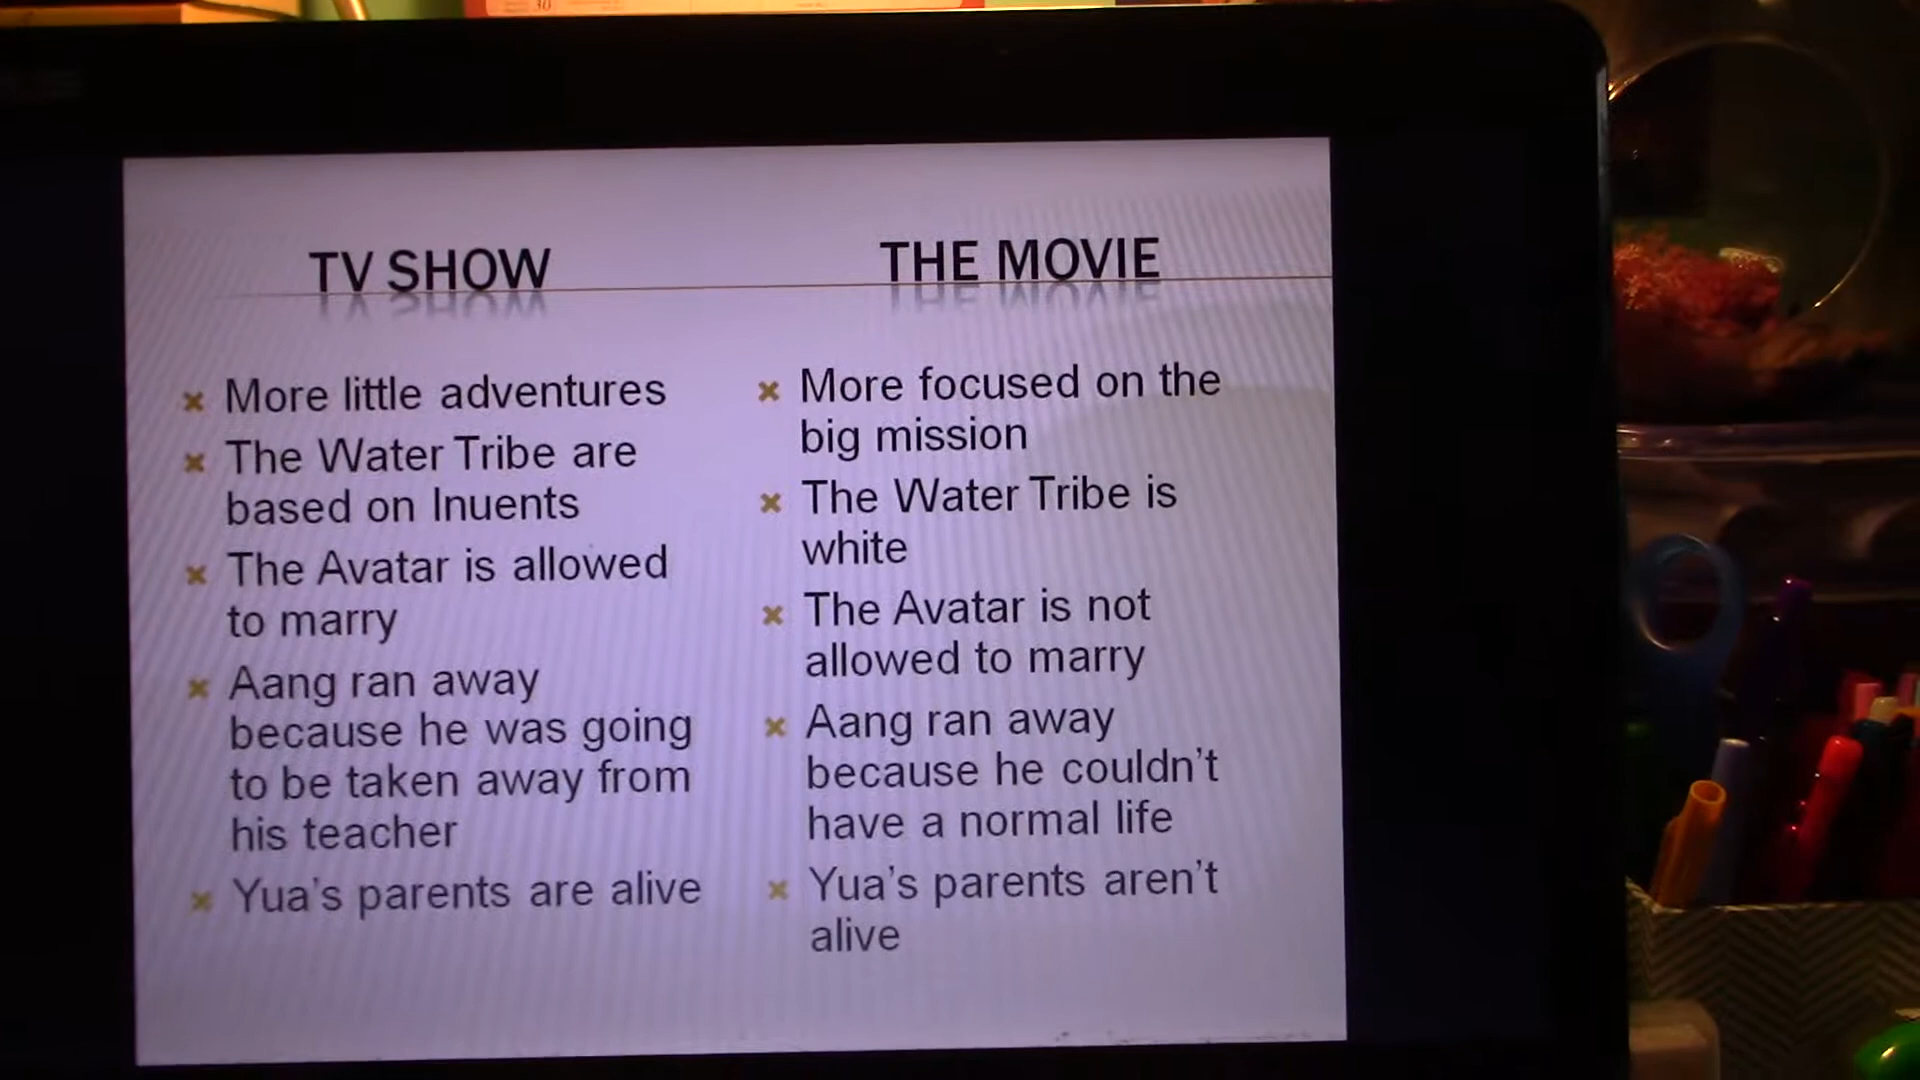 30
TV SHOW
More little adventures
The Water Tribe are
based on Inuents
The Avatar is allowed
to marry
Aang ran away
because he was going
to be taken away from
his teacher
Yua's parents are alive
THE MOVIE
More focused on the
big mission
The Water Tribe is
white
The Avatar is not
allowed to marry
Aang ran away
because he couldn't
have a normal life
Yua's parents aren't
alive